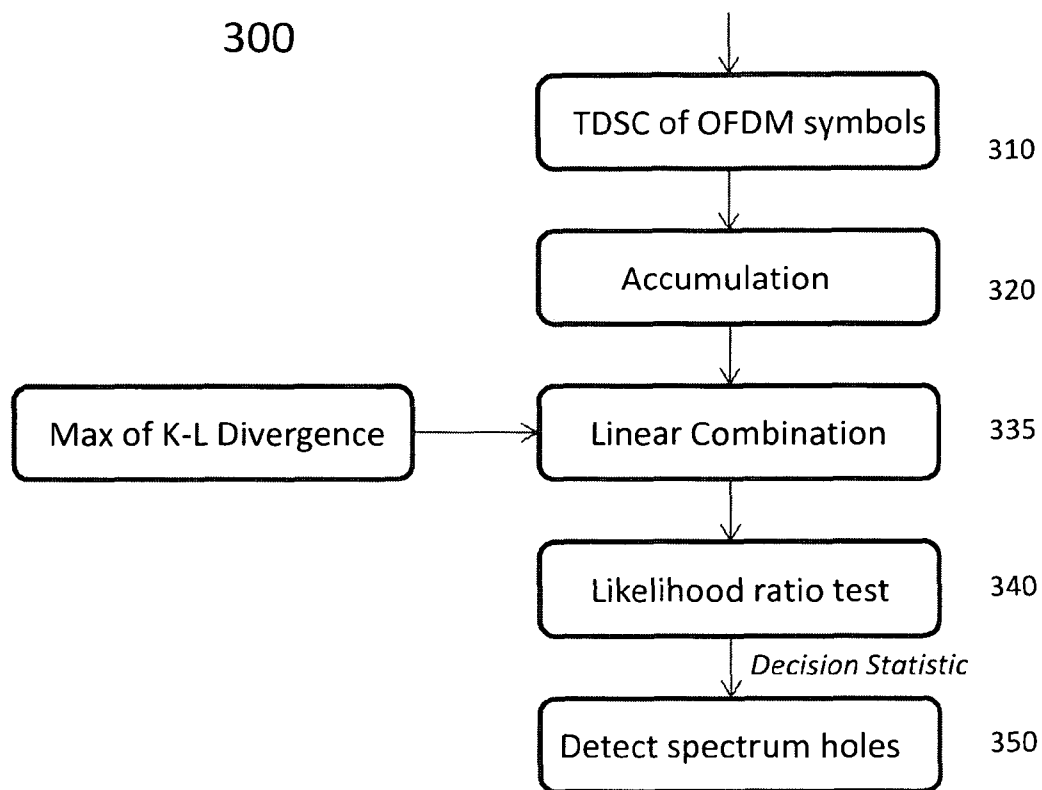 300
TDSC of OFDM symbols
310
Accumulation
320
Max of K-L Divergence
Linear Combination
335
Likelihood ratio test
340
Decision Statistic
Detect spectrum holes
350